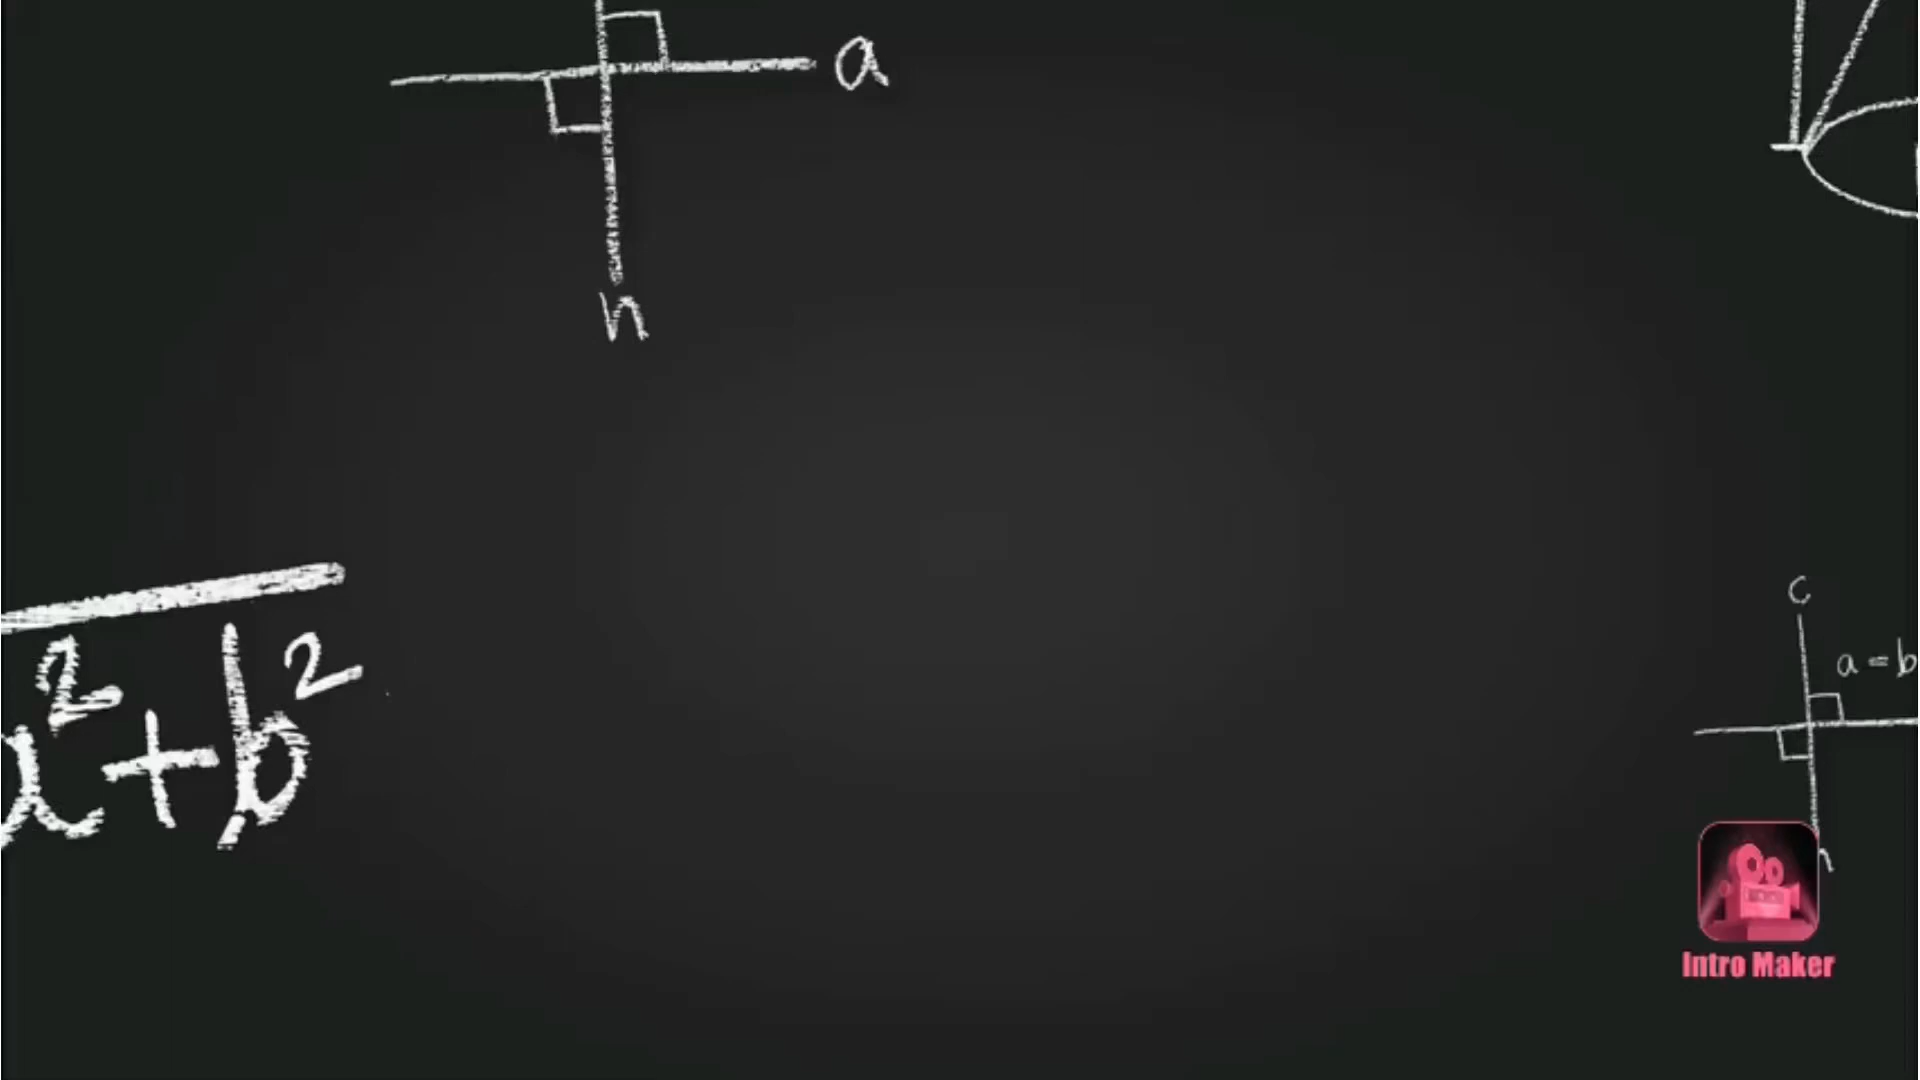 a
n
a²+b²
c
a=b
n
Intro Maker